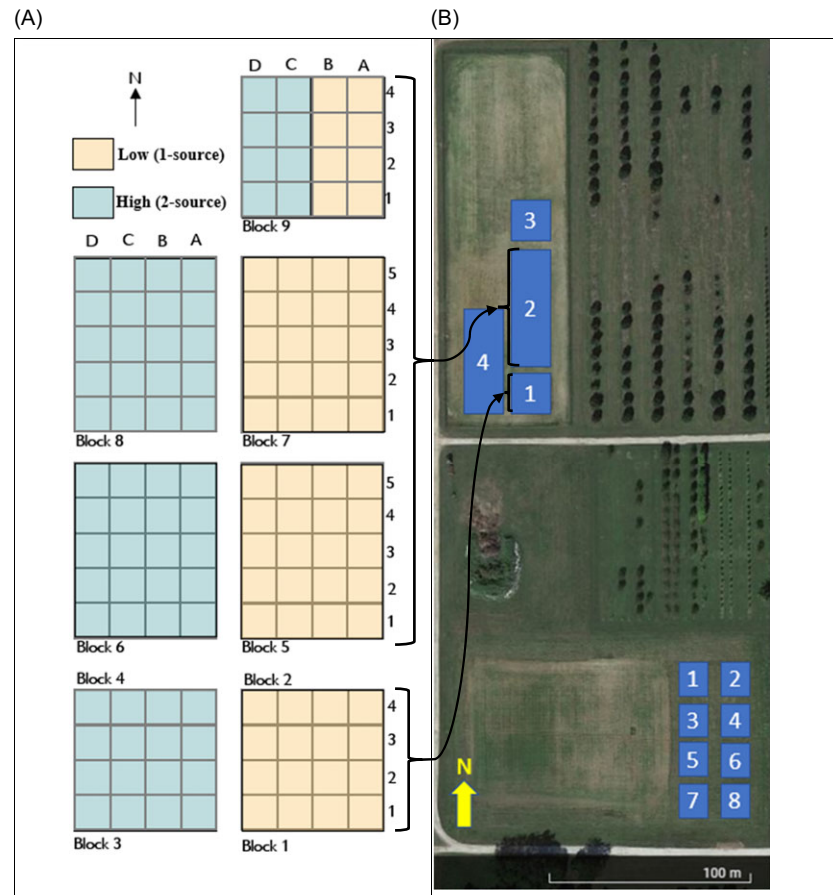 (A)
(B)
N
D C B A
4
3
2
1
Low (1-source)
High (2-source)
Block 9
D C B A
5
4
3
2
1
Block 8
Block 7
5
4
3
2
1
Block 6
Block 5
Block 4
Block 2
4
3
2
1
Block 3
Block 1
3
2
4
1
1 2
3 4
5 6
7 8
N
100 m